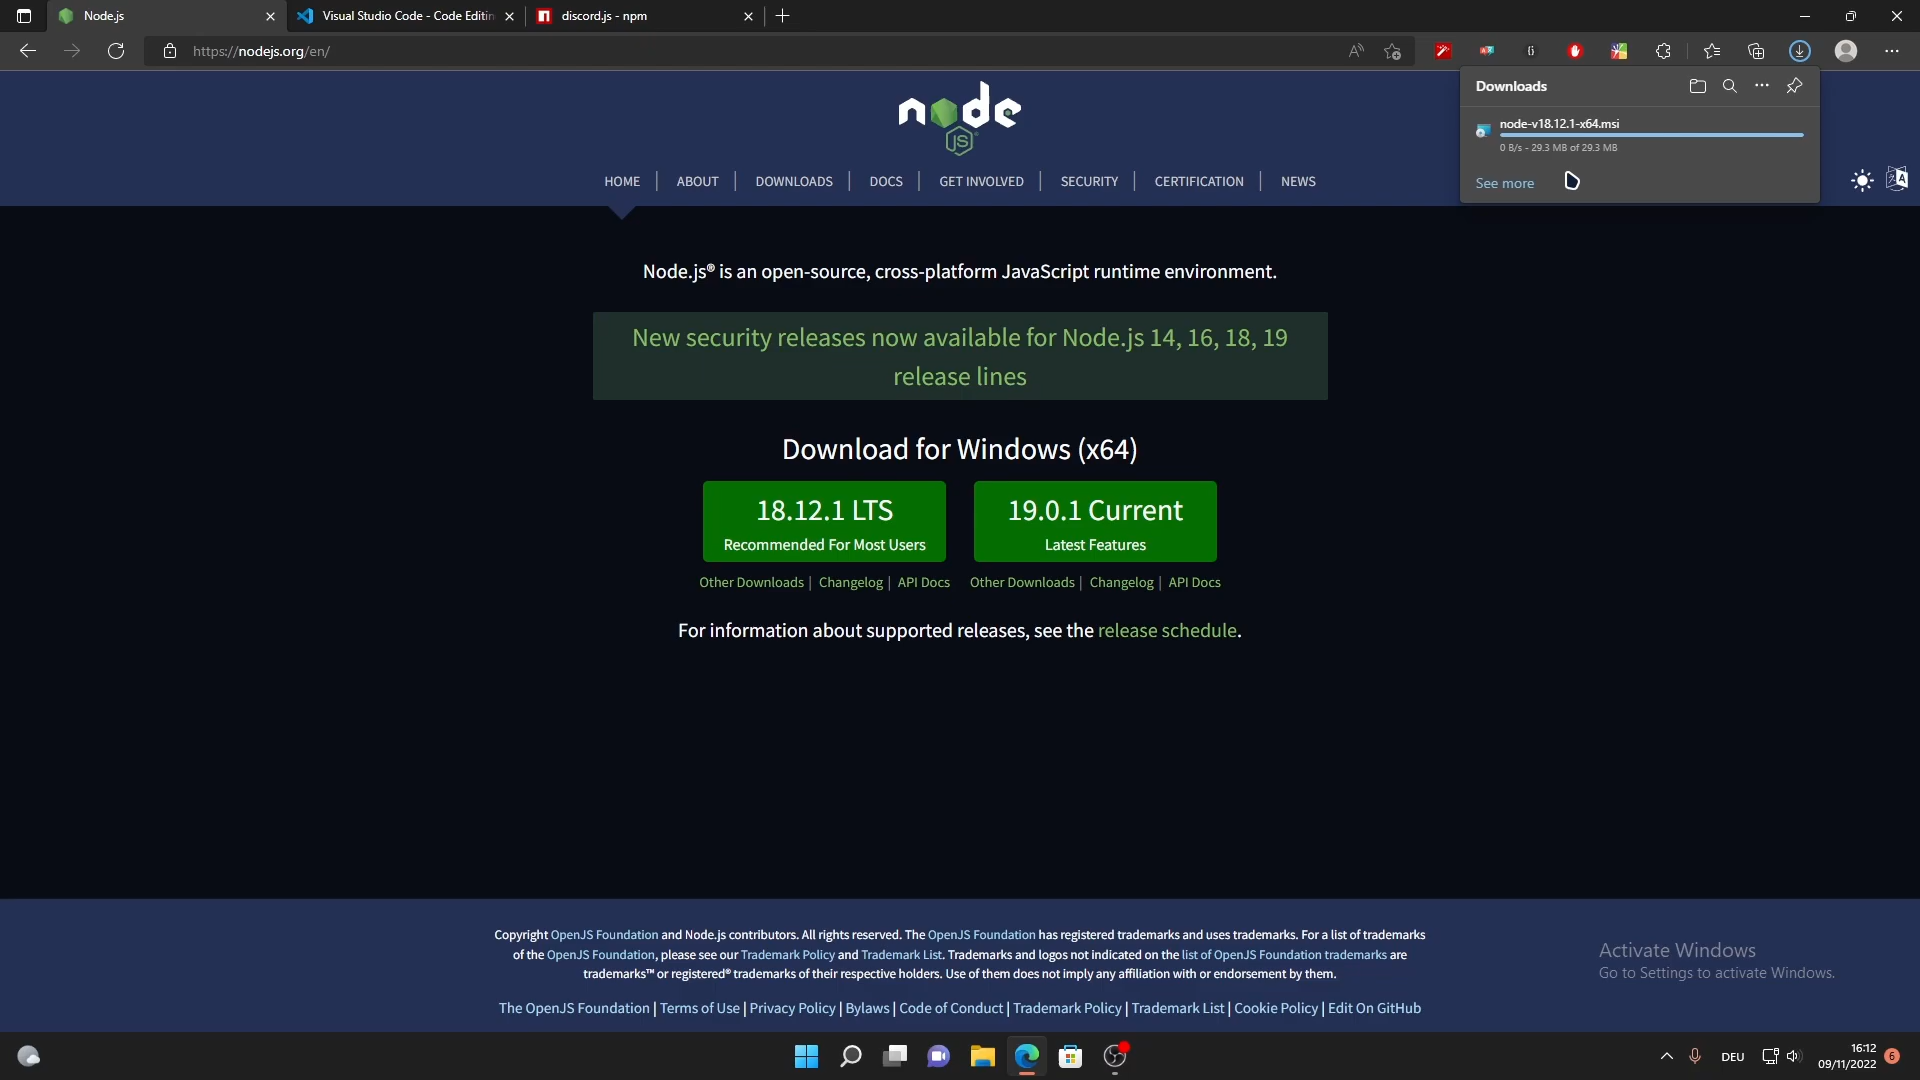 Node.js
Visual Studio Code - Code Editin
discord.js - npm
https://nodejs.org/en/
Downloads
node-v18.12.1-x64.msi
0 B/s - 29.3 MB of 29.3 MB
See more
node
JS
HOME | ABOUT | DOWNLOADS | DOCS | GET INVOLVED | SECURITY | CERTIFICATION | NEWS
Node.js® is an open-source, cross-platform JavaScript runtime environment.
New security releases now available for Node.js 14, 16, 18, 19
release lines
Download for Windows (x64)
18.12.1 LTS
Recommended For Most Users
19.0.1 Current
Latest Features
Other Downloads | Changelog | API Docs
Other Downloads | Changelog | API Docs
For information about supported releases, see the release schedule.
Copyright OpenJS Foundation and Node.js contributors. All rights reserved. The OpenJS Foundation has registered trademarks and uses trademarks. For a list of trademarks
of the OpenJS Foundation, please see our Trademark Policy and Trademark List. Trademarks and logos not indicated on the list of OpenJS Foundation trademarks are
trademarks™ or registered® trademarks of their respective holders. Use of them does not imply any affiliation with or endorsement by them.
The OpenJS Foundation | Terms of Use | Privacy Policy | Bylaws | Code of Conduct | Trademark Policy | Trademark List | Cookie Policy | Edit On GitHub
Activate Windows
Go to Settings to activate Windows.
DEU
16:12
09/11/2022
6